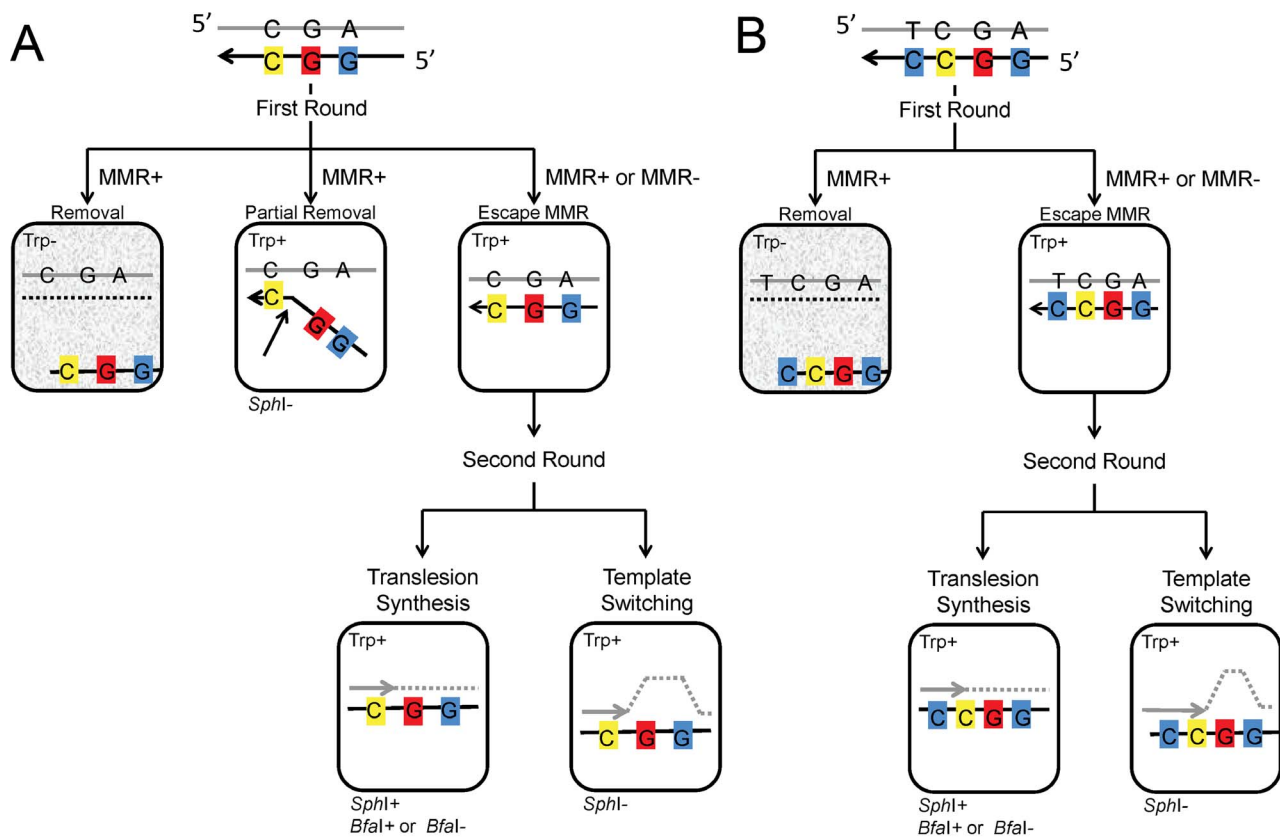 A
5’ C G A
C G G 5’
First Round
MMR+
MMR+
MMR+ or MMR-
Removal
Trp-
C G A
C G G
Partial Removal
Trp+
C G A
C
G
G
SphI-
Escape MMR
Trp+
C G A
C G G
Second Round
Translesion
Synthesis
Trp+
C G G
SphI+
BfaI+ or BfaI-
Template
Switching
Trp+
C G G
SphI-
B
5’ T C G A
C C G G 5’
First Round
MMR+
MMR+ or MMR-
Removal
Trp-
T C G A
C C G G
Escape MMR
Trp+
T C G A
C C G G
Second Round
Translesion
Synthesis
Trp+
C C G G
SphI+
BfaI+ or BfaI-
Template
Switching
Trp+
C C G G
SphI-